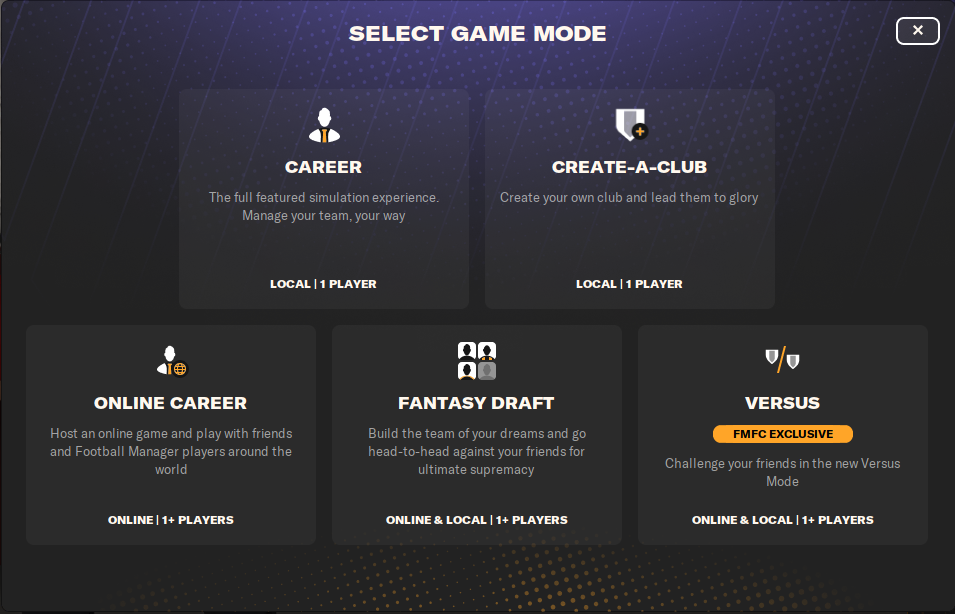 SELECT GAME MODE
CAREER
The full featured simulation experience.
Manage your team, your way
LOCAL | 1 PLAYER
CREATE-A-CLUB
Create your own club and lead them to glory
LOCAL | 1 PLAYER
ONLINE CAREER
Host an online game and play with friends
and Football Manager players around the
world
ONLINE | 1+ PLAYERS
FANTASY DRAFT
Build the team of your dreams and go
head-to-head against your friends for
ultimate supremacy
ONLINE & LOCAL | 1+ PLAYERS
VERSUS
FMFC EXCLUSIVE
Challenge your friends in the new Versus
Mode
ONLINE & LOCAL | 1+ PLAYERS